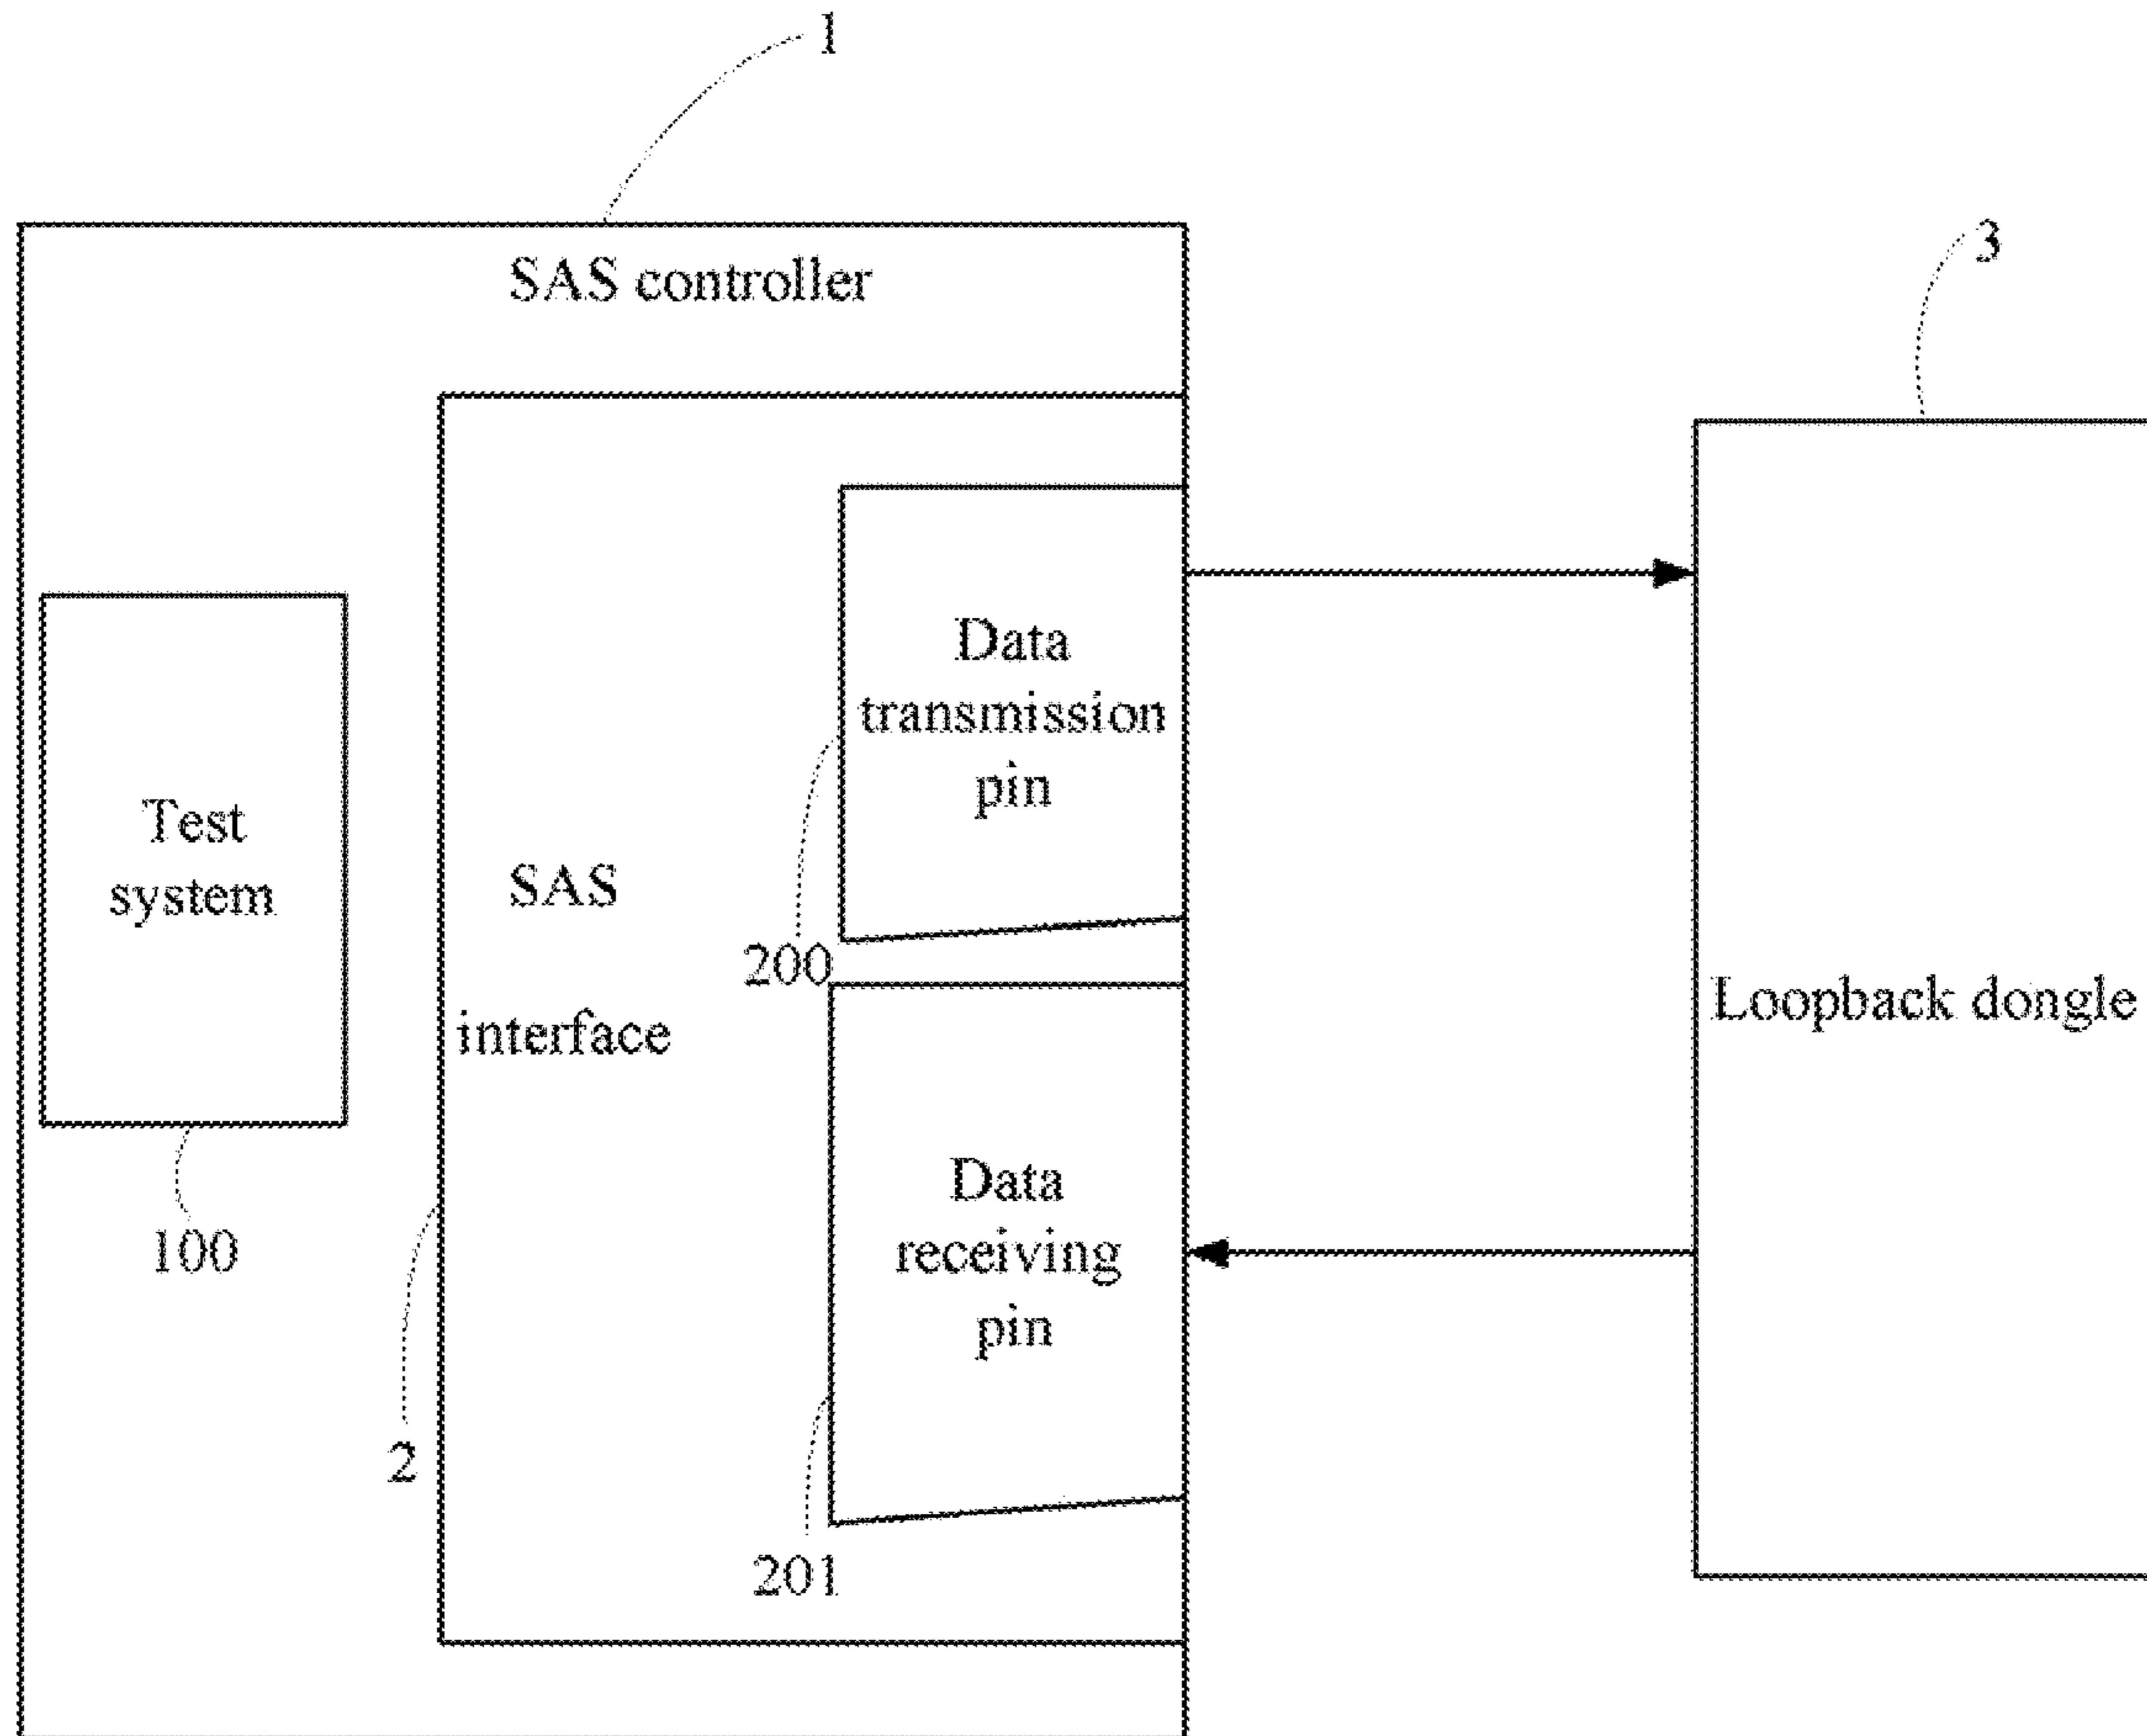 1
3
SAS controller
Data
transmission
pin
Test
system
SAS
interface
200
Loopback dongle
Data
receiving
pin
100
2
201